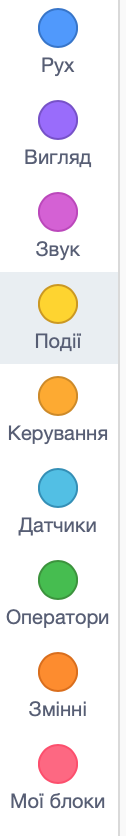 Рух
Вигляд
Звук
Події
Керування
Датчики
Оператори
Змінні
Мої блоки